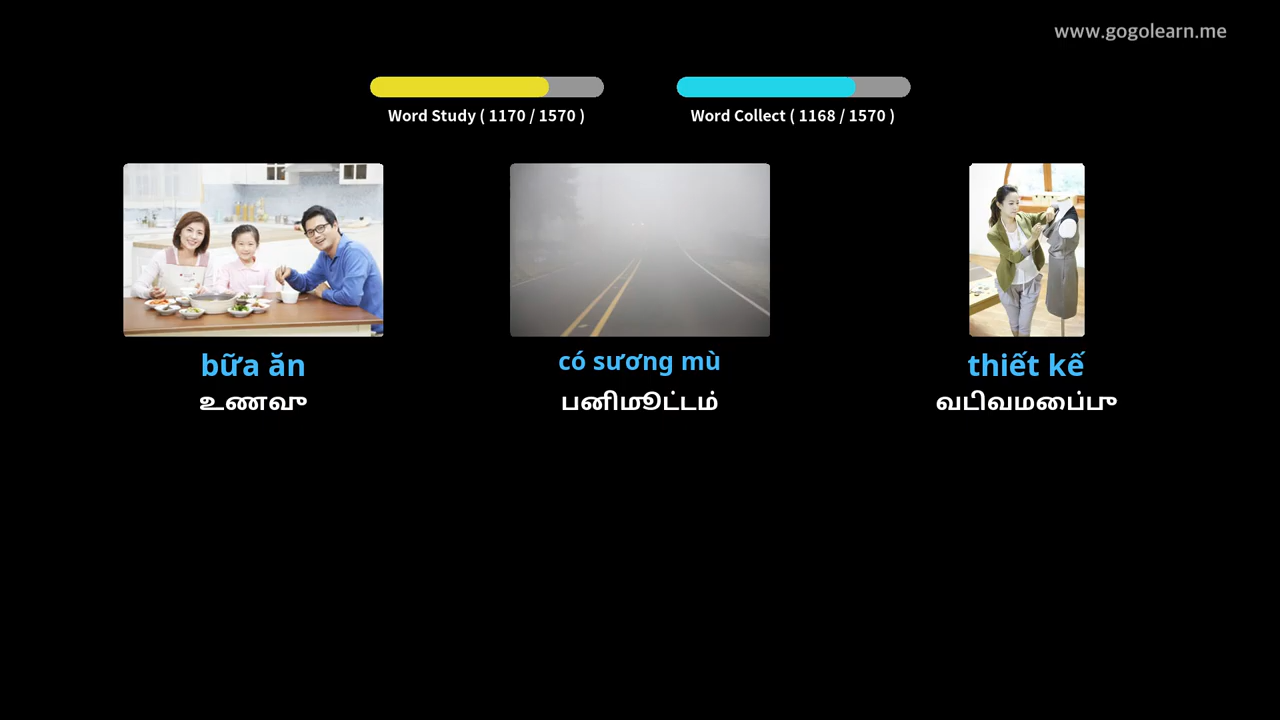 www.gogolearn.me
Word Study ( 1170 / 1570 )
Word Collect ( 1168 / 1570 )
bữa ăn
có sương mù
thiết kế
உணவு
பனிமூட்டம்
வடிவமைப்பு